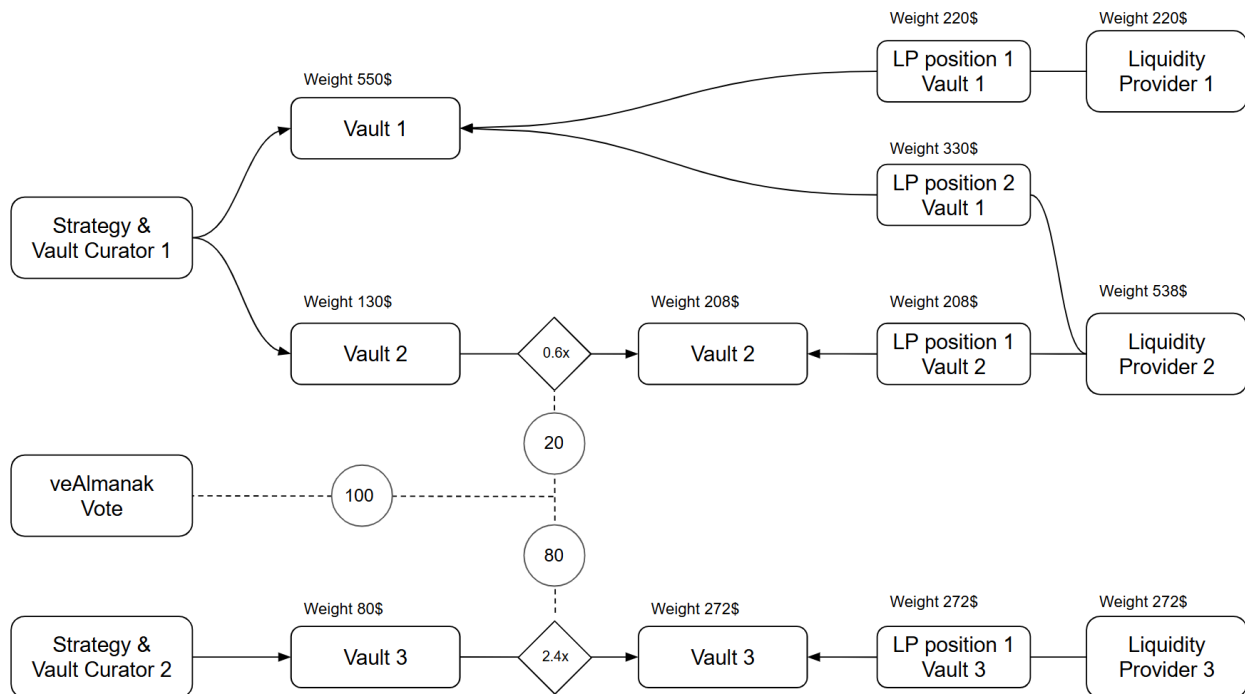 Weight 220$
Weight 220$
LP position 1
Vault 1
Liquidity
Provider 1
Weight 550$
Vault 1
Weight 330$
LP position 2
Vault 1
Strategy &
Vault Curator 1
Weight 130$
Vault 2
0.6x
Weight 208$
Vault 2
Weight 208$
LP position 1
Vault 2
Weight 538$
Liquidity
Provider 2
20
veAlmanak
Vote
100
80
Strategy &
Vault Curator 2
Weight 80$
Vault 3
2.4x
Weight 272$
Vault 3
Weight 272$
LP position 1
Vault 3
Weight 272$
Liquidity
Provider 3